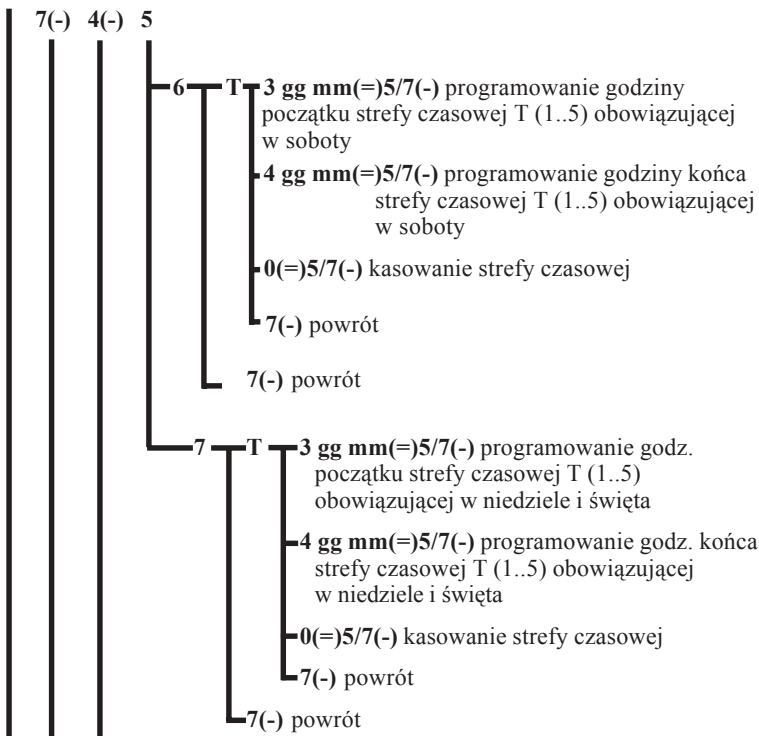 7(-) 4(-) 5
6 T 3 gg mm(=)5/7(-) programowanie godziny
początku strefy czasowej T (1..5) obowiązującej
w soboty
4 gg mm(=)5/7(-) programowanie godziny końca
strefy czasowej T (1..5) obowiązującej
w soboty
0(=)5/7(-) kasowanie strefy czasowej
7(-) powrót
7(-) powrót
7 T 3 gg mm(=)5/7(-) programowanie godz.
początku strefy czasowej T (1..5)
obowiązującej w niedziele i święta
4 gg mm(=)5/7(-) programowanie godz. końca
strefy czasowej T (1..5) obowiązującej
w niedziele i święta
0(=)5/7(-) kasowanie strefy czasowej
7(-) powrót
7(-) powrót